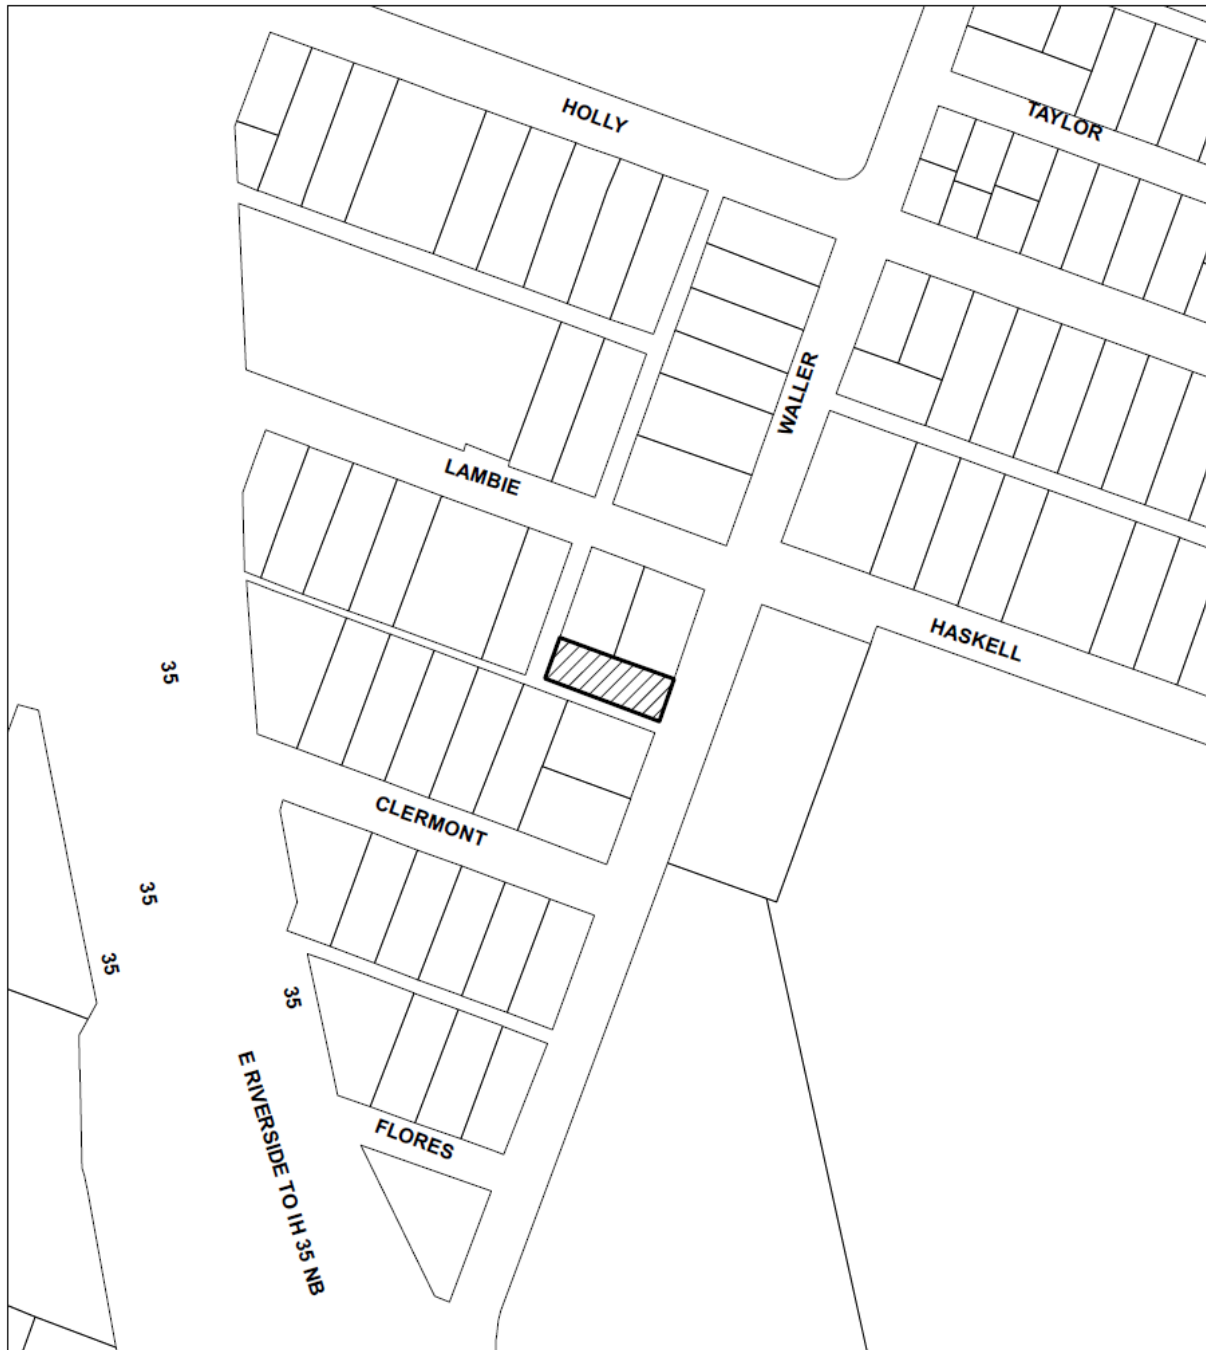 HOLLY
TAYLOR
WALLER
LAMBIE
HASKELL
35
CLERMONT
35
35
35
E RIVERSIDE TO IH 35 NB
FLORES